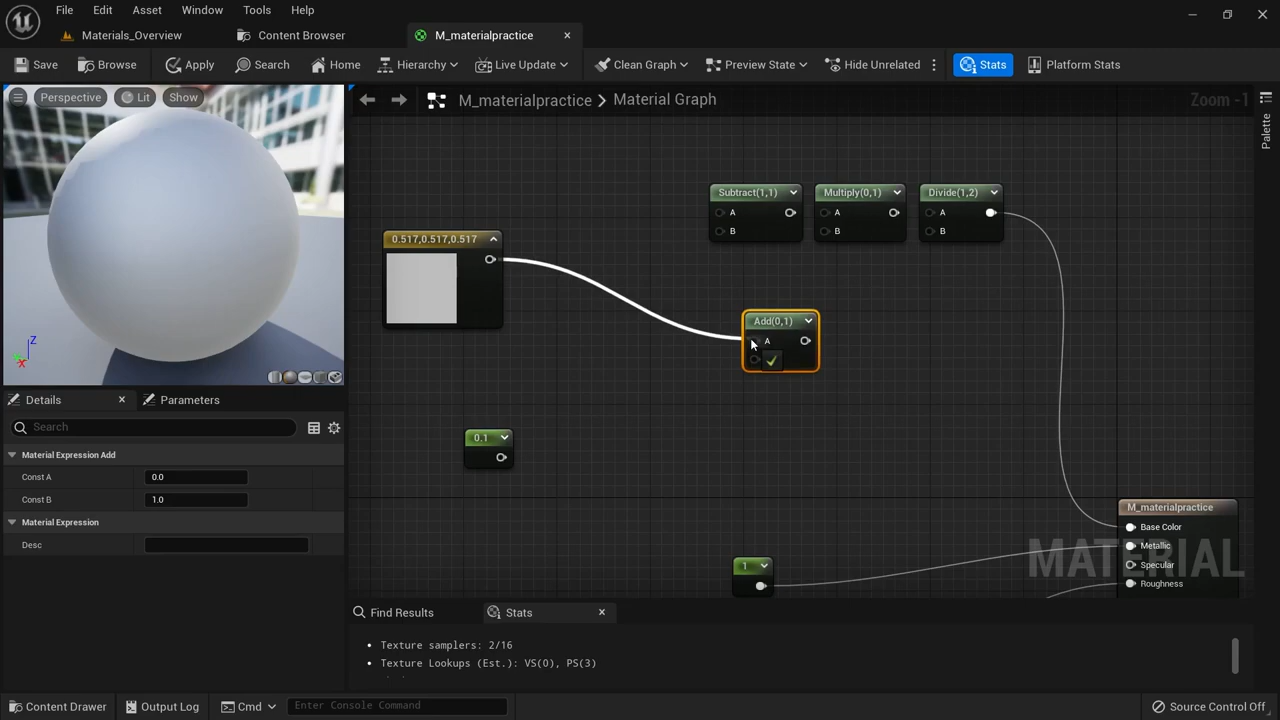 File Edit Asset Window Tools Help
Materials_Overview Content Browser M_materialpractice
Save Browse Apply Search Home Hierarchy Live Update Clean Graph Preview State Hide Unrelated Stats Platform Stats
Perspective Lit Show
M_materialpractice Material Graph
Zoom -1
Palette
Subtract(1,1) Multiply(0,1) Divide(1,2)
A A A
B B B
0.517,0.517,0.517
Add(0,1)
A
Z
X
0.1
1
M_materialpractice
Base Color
Metallic
Specular
Roughness
MATERIAL
Details Parameters
Search
Material Expression Add
Const A 0.0
Const B 1.0
Material Expression
Desc
Find Results Stats
Texture samplers: 2/16
Texture Lookups (Est.): VS(0), PS(3)
Content Drawer Output Log Cmd Enter Console Command Source Control Off